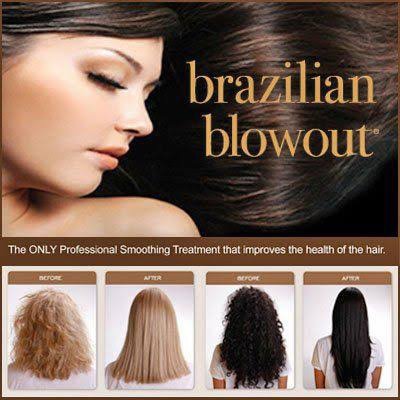 brazilian
blowout®
The ONLY Professional Smoothing Treatment that improves the health of the hair.
BEFORE
AFTER
BEFORE
AFTER